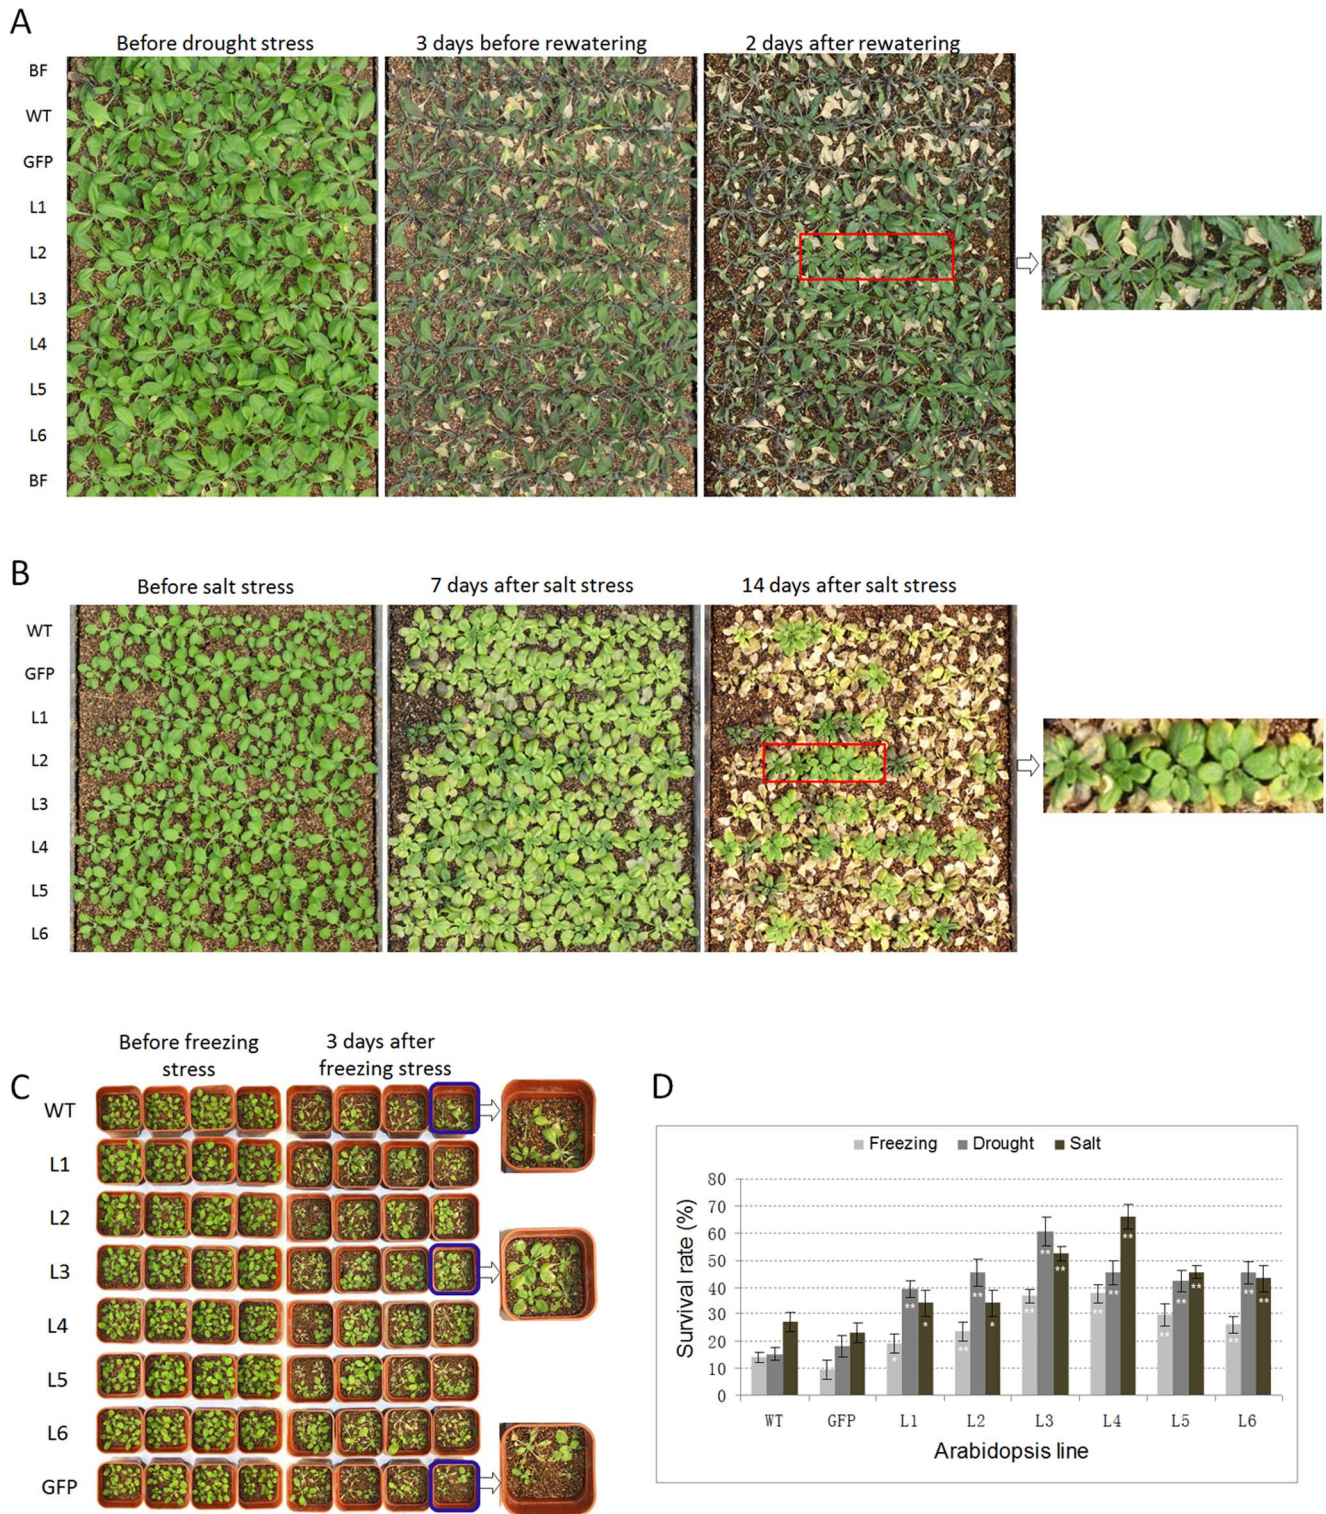 A
Before drought stress
3 days before rewatering
2 days after rewatering
BF
WT
GFP
L1
L2
L3
L4
L5
L6
BF
B
Before salt stress
7 days after salt stress
14 days after salt stress
WT
GFP
L1
L2
L3
L4
L5
L6
C
Before freezing
stress
3 days after
freezing stress
WT
L1
L2
L3
L4
L5
L6
GFP
D
Freezing Drought Salt
Survival rate (%)
80
70
60
50
40
30
20
10
0
** ** **
** ** **
** * ** * ** ** ** **
* ** ** **
WT GFP L1 L2 L3 L4 L5 L6
Arabidopsis line